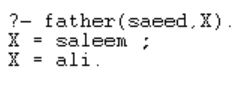 ?- father(saeed,X).
X = saleem ;
X = ali.